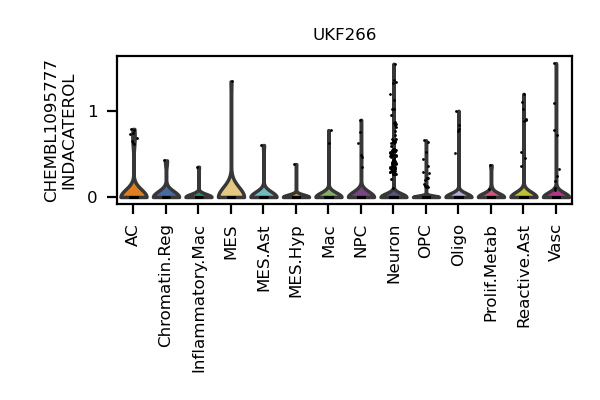 UKF266
CHEMBL1095777
INDACATEROL
1
0
AC
Chromatin.Reg
Inflammatory.Mac
MES
MES.Ast
MES.Hyp
Mac
NPC
Neuron
OPC
Oligo
Prolif.Metab
Reactive.Ast
Vasc